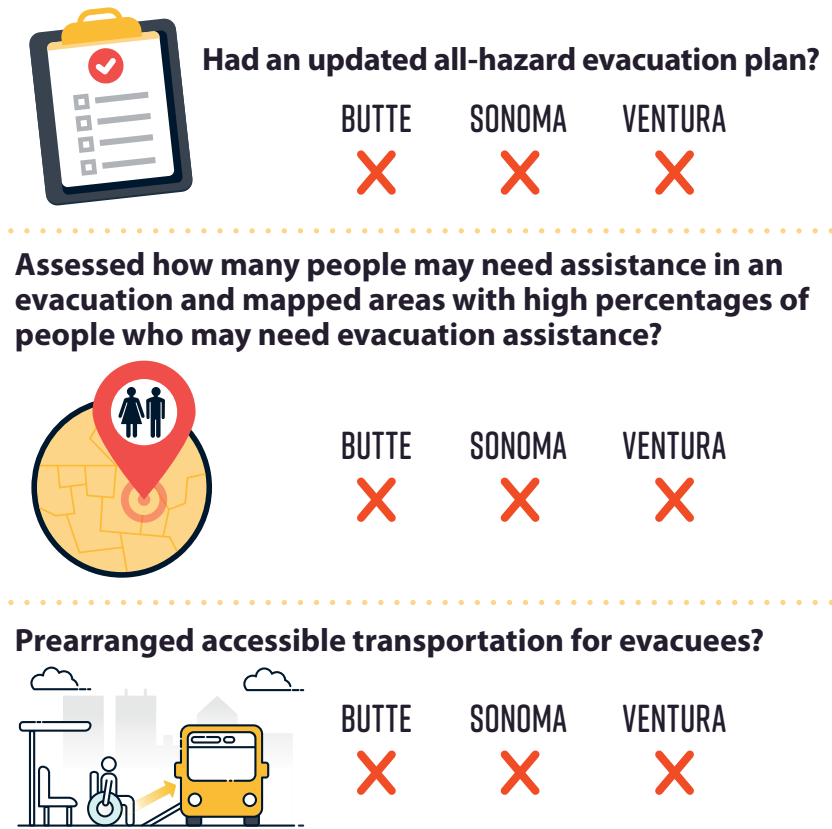 Had an updated all-hazard evacuation plan?
BUTTE SONOMA VENTURA
Assessed how many people may need assistance in an
evacuation and mapped areas with high percentages of
people who may need evacuation assistance?
BUTTE SONOMA VENTURA
Prearranged accessible transportation for evacuees?
BUTTE SONOMA VENTURA